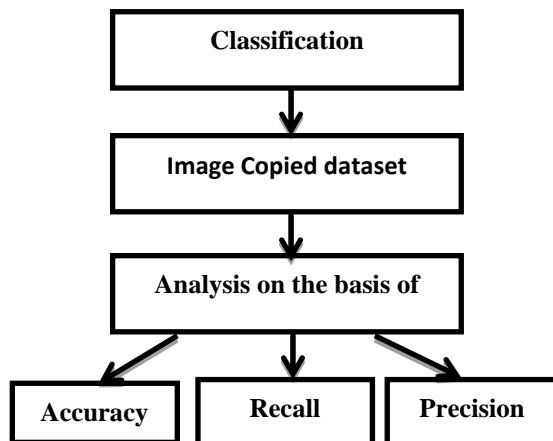 Classification
Image Copied dataset
Analysis on the basis of
Accuracy
Recall
Precision